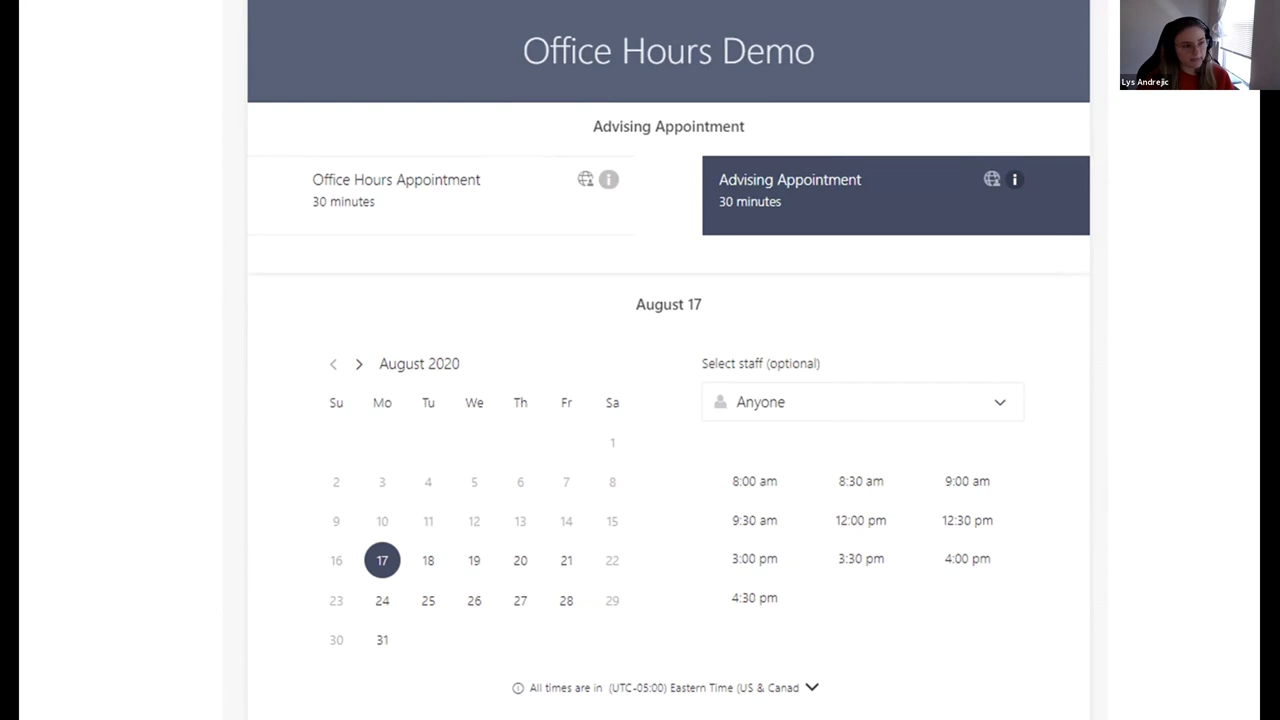 Office Hours Demo
Lys Andrejic
Advising Appointment
Office Hours Appointment
30 minutes
Advising Appointment
30 minutes
August 17
August 2020
Su Mo Tu We Th Fr Sa
1
2 3 4 5 6 7 8
9 10 11 12 13 14 15
16 17 18 19 20 21 22
23 24 25 26 27 28 29
30 31
Select staff (optional)
Anyone
8:00 am 8:30 am 9:00 am
9:30 am 12:00 pm 12:30 pm
3:00 pm 3:30 pm 4:00 pm
4:30 pm
All times are in (UTC-05:00) Eastern Time (US & Canad